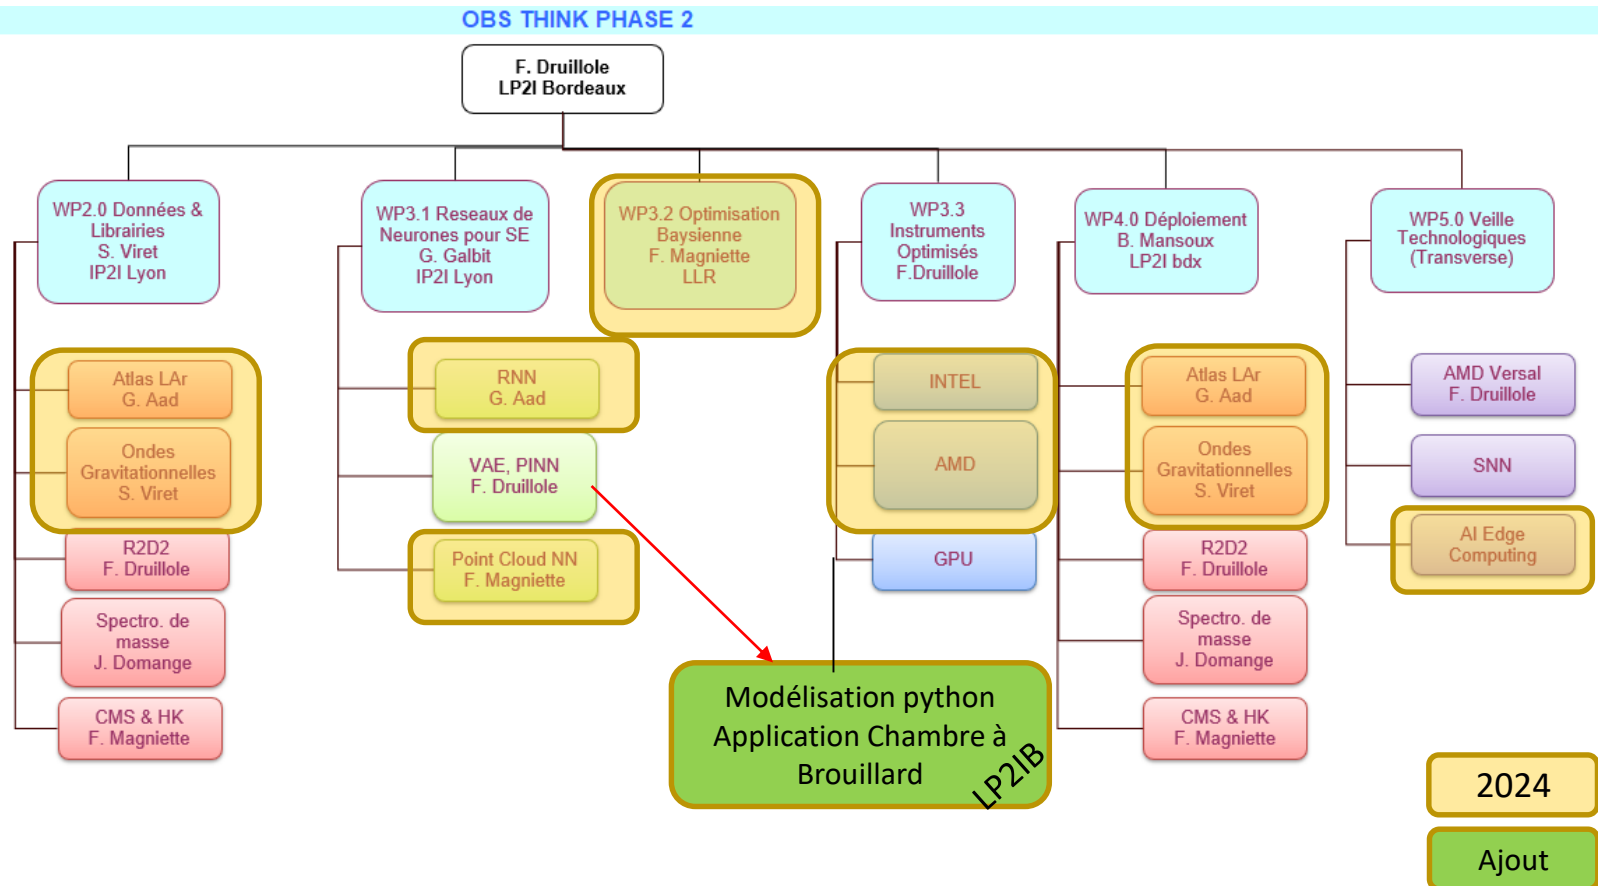 OBS THINK PHASE 2
F. Druillole
LP2I Bordeaux
WP2.0 Données &
Librairies
S. Viret
IP2I Lyon
WP3.1 Reseaux de
Neurones pour SE
G. Galbit
IP2I Lyon
WP3.2 Optimisation
Baysienne
F. Magniette
LLR
WP3.3
Instruments
Optimisés
F.Druillole
WP4.0 Déploiement
B. Mansoux
LP2I bdx
WP5.0 Veille
Technologiques
(Transverse)
Atlas LAr
G. Aad
Ondes
Gravitationnelles
S. Viret
R2D2
F. Druillole
Spectro. de
masse
J. Domange
CMS & HK
F. Magniette
RNN
G. Aad
VAE, PINN
F. Druillole
Point Cloud NN
F. Magniette
INTEL
AMD
GPU
Modélisation python
Application Chambre à
Brouillard
LP2IB
Atlas LAr
G. Aad
Ondes
Gravitationnelles
S. Viret
R2D2
F. Druillole
Spectro. de
masse
J. Domange
CMS & HK
F. Magniette
AMD Versal
F. Druillole
SNN
AI Edge
Computing
2024
Ajout